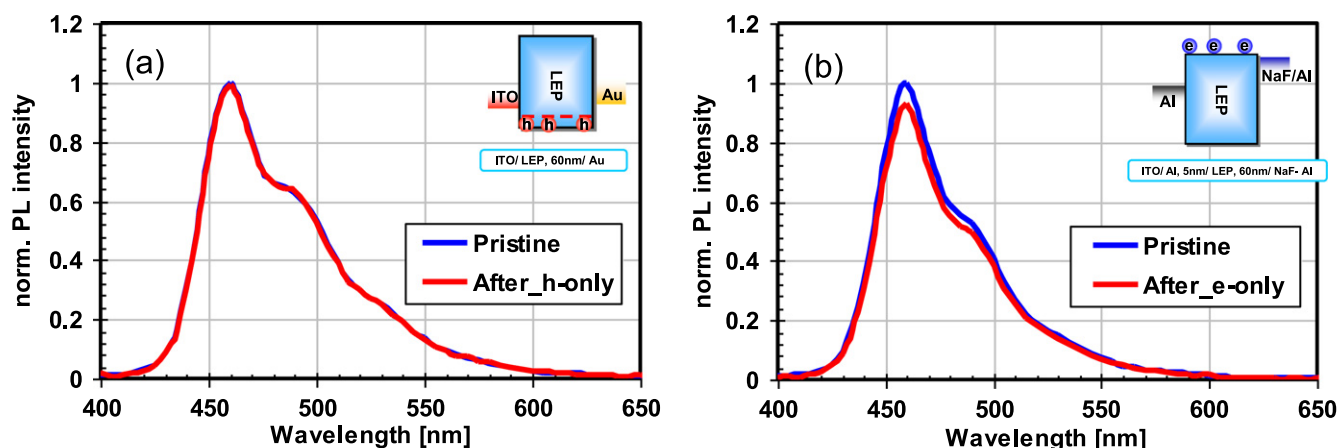 (a)
norm. PL intensity
1.2
1
0.8
0.6
0.4
0.2
0
400 450 500 550 600 650
Wavelength [nm]
ITO
LEP
Au
h h h
ITO/ LEP, 60nm/ Au
Pristine
After_h-only
(b)
norm. PL intensity
1.2
1
0.8
0.6
0.4
0.2
0
400 450 500 550 600 650
Wavelength [nm]
e e e
Al
LEP
NaF/Al
ITO/ Al, 5nm/ LEP, 60nm/ NaF- Al
Pristine
After_e-only